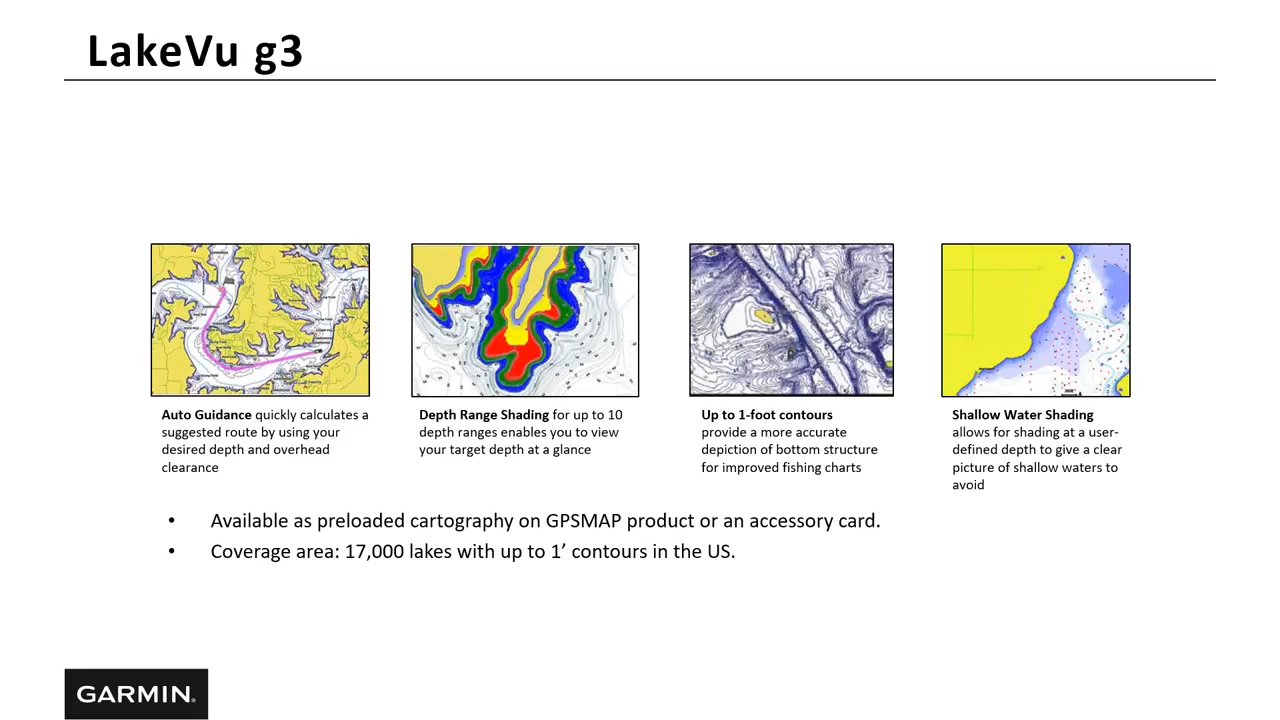 LakeVu g3
Auto Guidance quickly calculates a
suggested route by using your
desired depth and overhead
clearance
Depth Range Shading for up to 10
depth ranges enables you to view
your target depth at a glance
Up to 1-foot contours
provide a more accurate
depiction of bottom structure
for improved fishing charts
Shallow Water Shading
allows for shading at a user-
defined depth to give a clear
picture of shallow waters to
avoid
• Available as preloaded cartography on GPSMAP product or an accessory card.
• Coverage area: 17,000 lakes with up to 1’ contours in the US.
GARMIN.